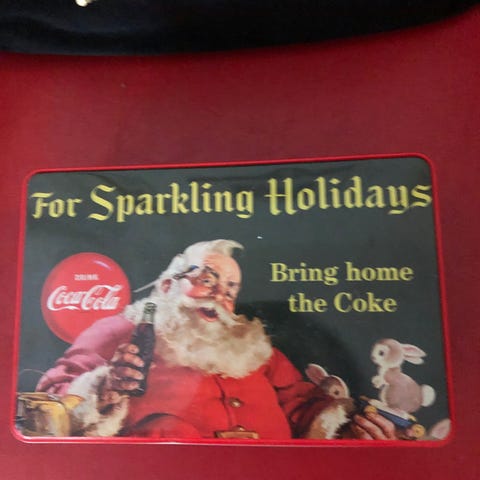 For Sparkling Holidays
Bring home
the Coke
DRINK
Coca-Cola